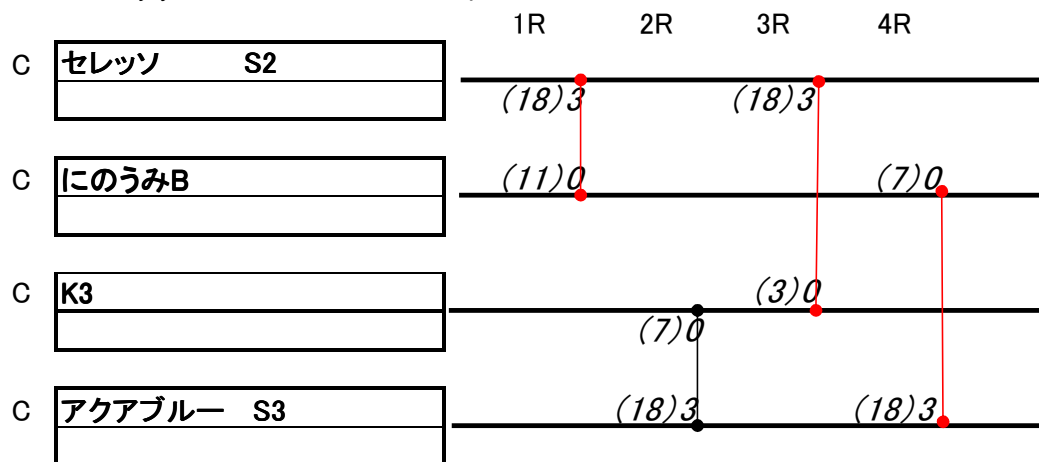 1R 2R 3R 4R
C セレッソ S2
(18)3 (18)3
C にのうみB (11)0 (7)0
C K3 (3)0
(7)0
C アクアブルー S3 (18)3 (18)3